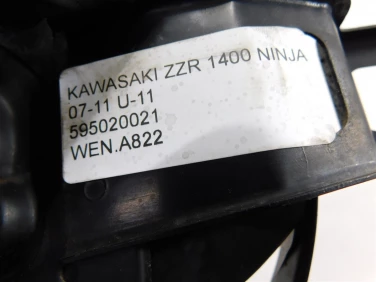 KAWASAKI ZZR 1400 NINJA
07-11 U-11
595020021
WEN.A822